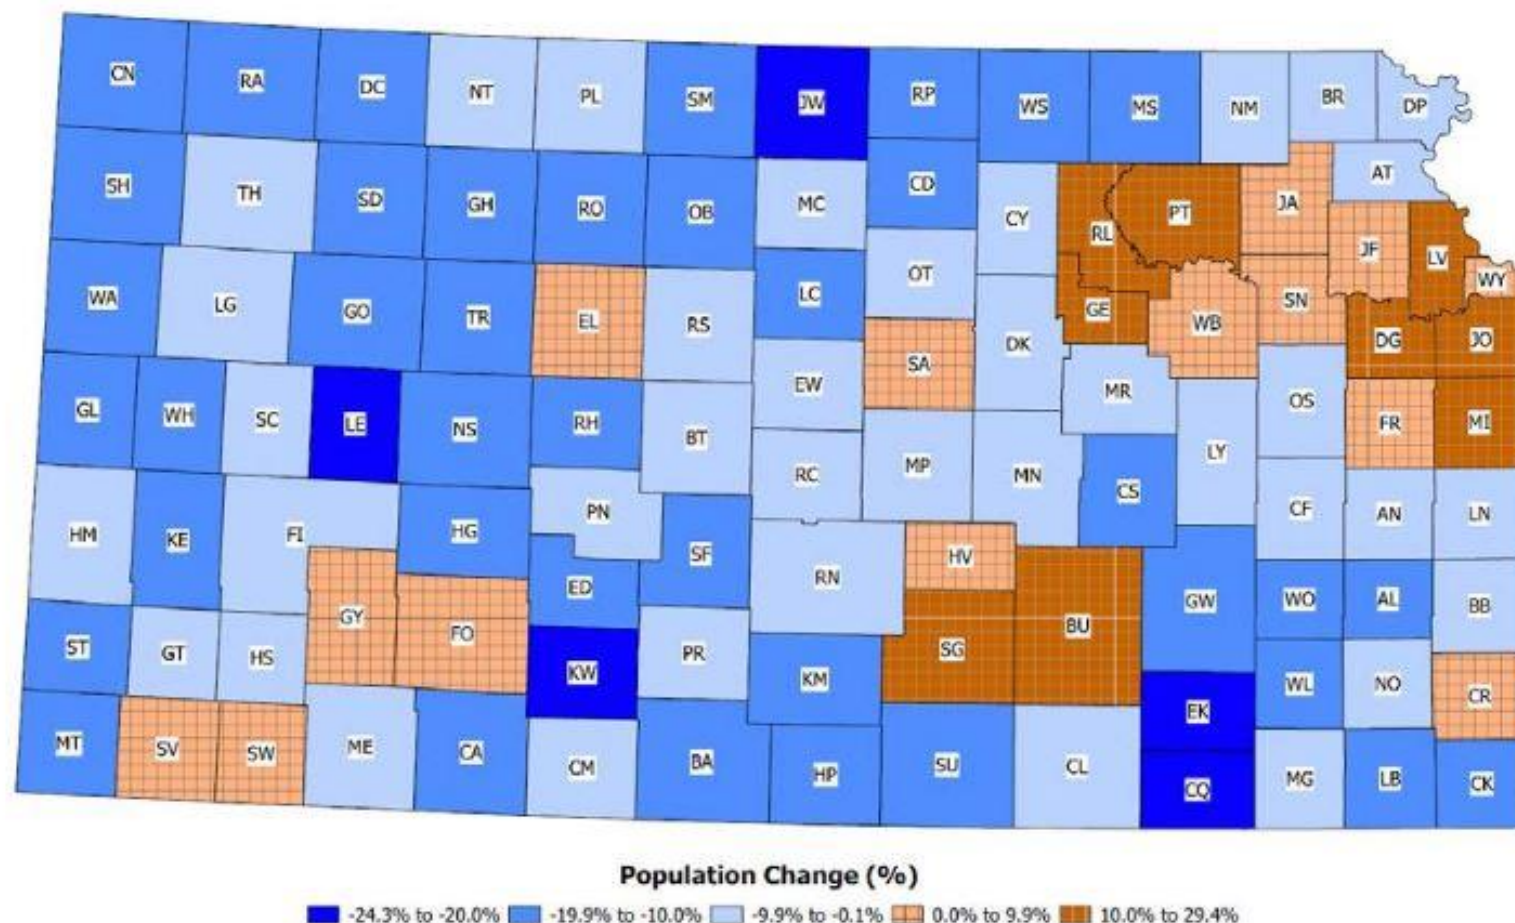 CN RA DC NT PL SM JW RP WS MS NM BR DP
SH TH SD GH RO OB MC CD CY RL PT JA AT
JF LV WY
WA LG GO TR EL RS LC OT DK GE WB SN DG JO
GL WH SC LE NS RH BT EW SA MR OS FR MI
RC MP MN CS LY CF AN LN
HM KE FI HG PN SF RN HV
ED GW WO AL BB
ST GT HS GY FO KW PR KM SG BU WL NO CR
EK
MT SV SW ME CA CM BA HP SU CL CQ MG LB CK
Population Change (%)
-24.3% to -20.0% -19.9% to -10.0% -9.9% to -0.1% 0.0% to 9.9% 10.0% to 29.4%